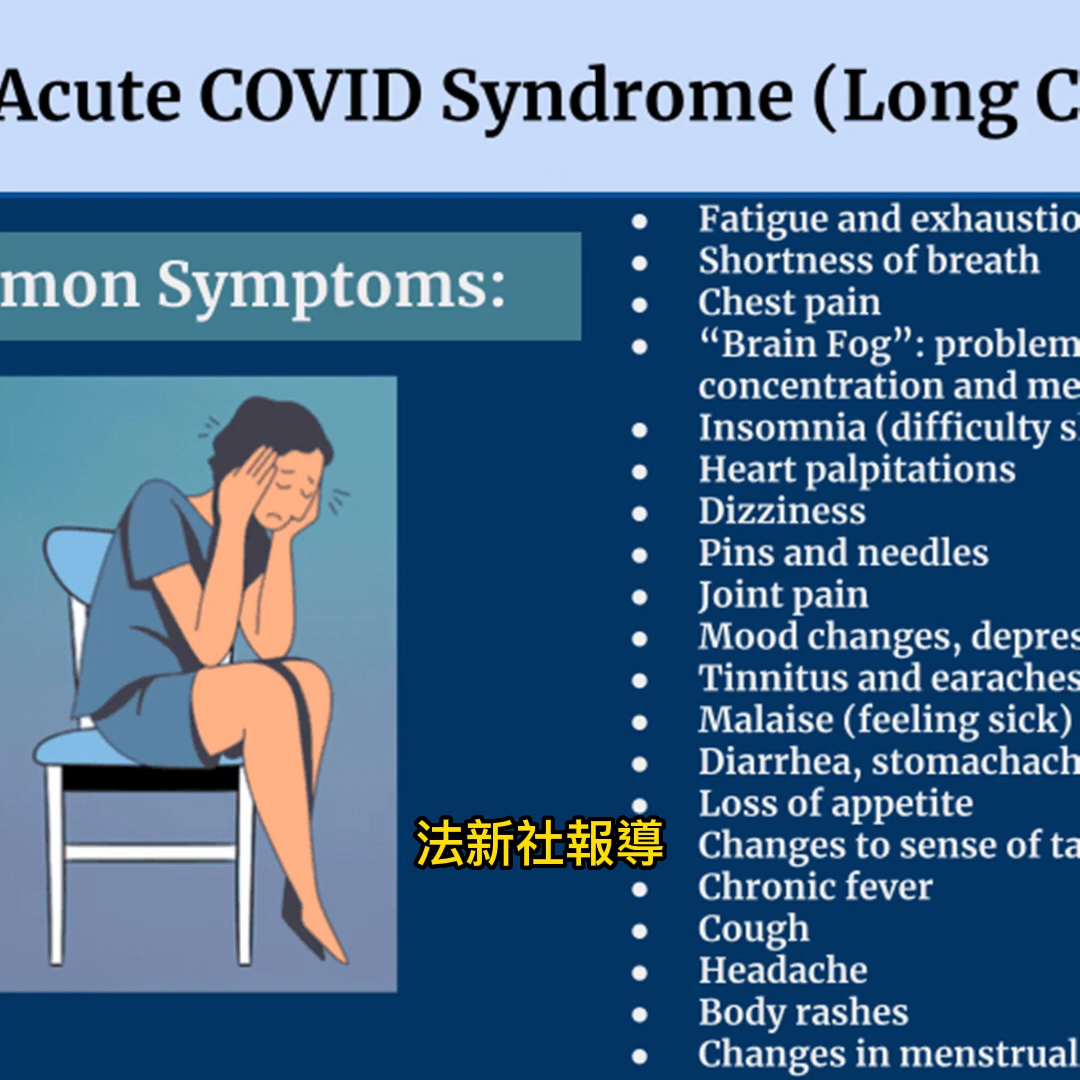 Acute COVID Syndrome (Long C
mon Symptoms:
• Fatigue and exhaustio
• Shortness of breath
• Chest pain
• “Brain Fog”: problem
concentration and me
• Insomnia (difficulty s
• Heart palpitations
• Dizziness
• Pins and needles
• Joint pain
• Mood changes, depres
• Tinnitus and earaches
• Malaise (feeling sick)
• Diarrhea, stomachach
• Loss of appetite
法新社報導
Changes to sense of ta
• Chronic fever
• Cough
• Headache
• Body rashes
• Changes in menstrual